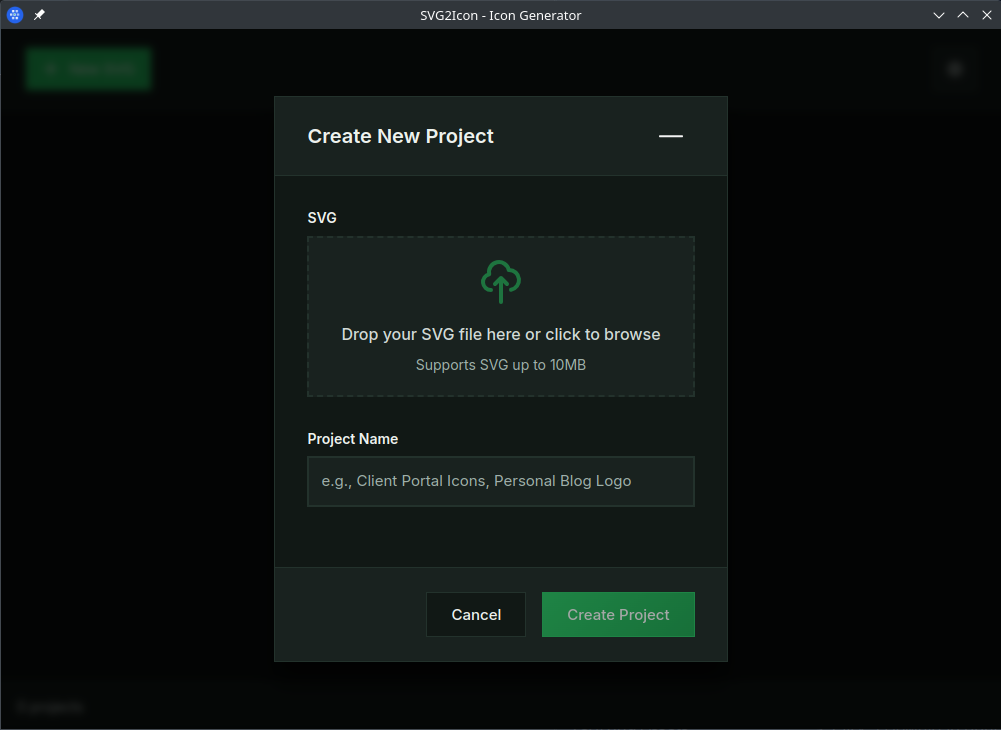 SVG2Icon - Icon Generator
Create New Project
SVG
Drop your SVG file here or click to browse
Supports SVG up to 10MB
Project Name
e.g., Client Portal Icons, Personal Blog Logo
Cancel
Create Project